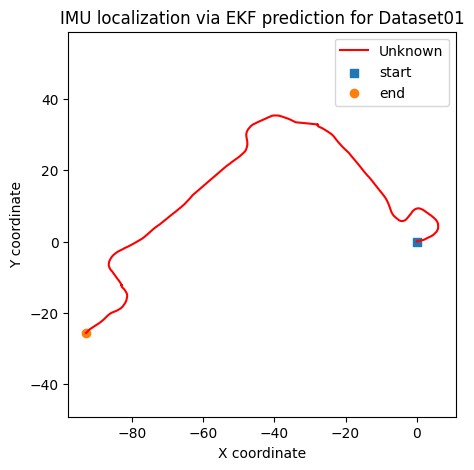 IMU localization via EKF prediction for Dataset01
Unknown
start
end
40
20
0
−20
−40
Y coordinate
−80
−60
−40
−20
0
X coordinate